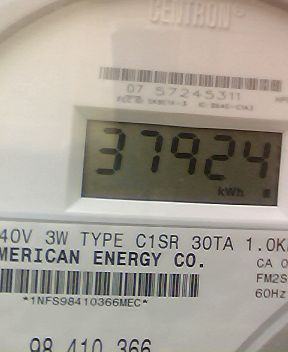 CENTRON®
07 57245311
37924
kWh
40V 3W TYPE C1SR 30TA 1.0K
MERICAN ENERGY CO.
CA 0
FM2S
60Hz
*1NFS98410366MEC*
98 410 366